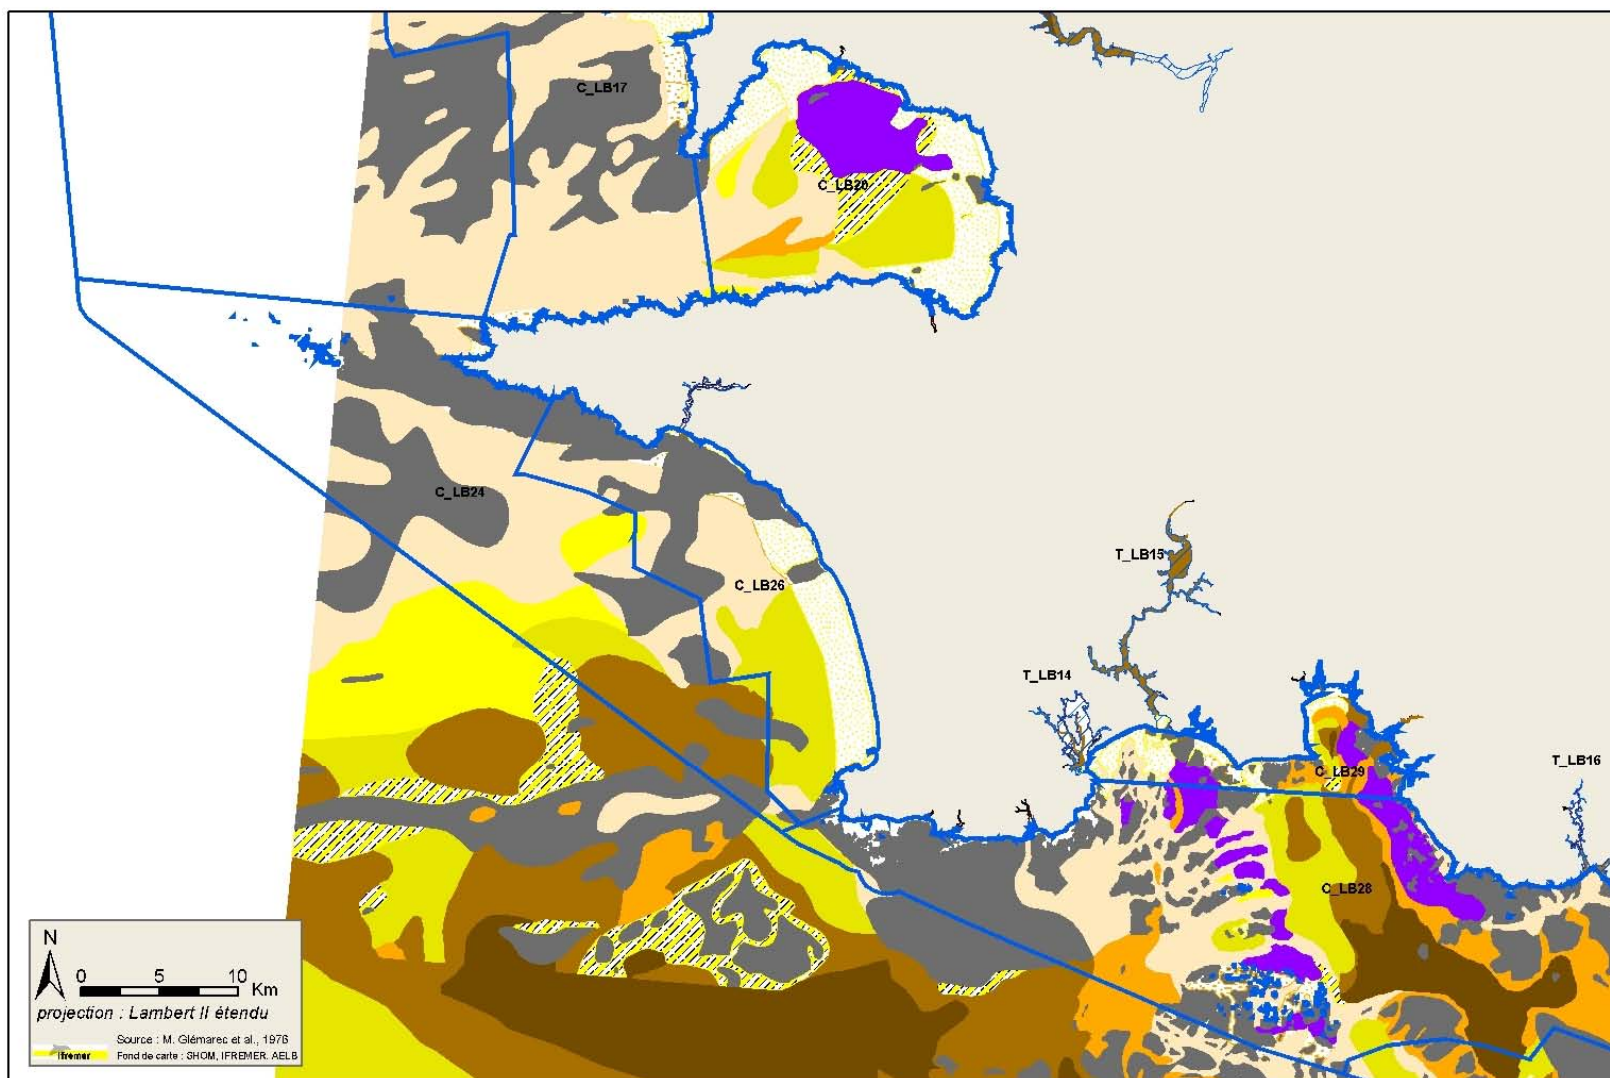 C_LB17
C_LB20
C_LB24
C_LB26
T_LB15
T_LB14
C_LB29
T_LB16
C_LB28
N
0 5 10
Km
projection : Lambert II étendu
Source : M. Glémarec et al., 1976
Ifremer
Fond de carte : SHOM, IFREMER. AELB